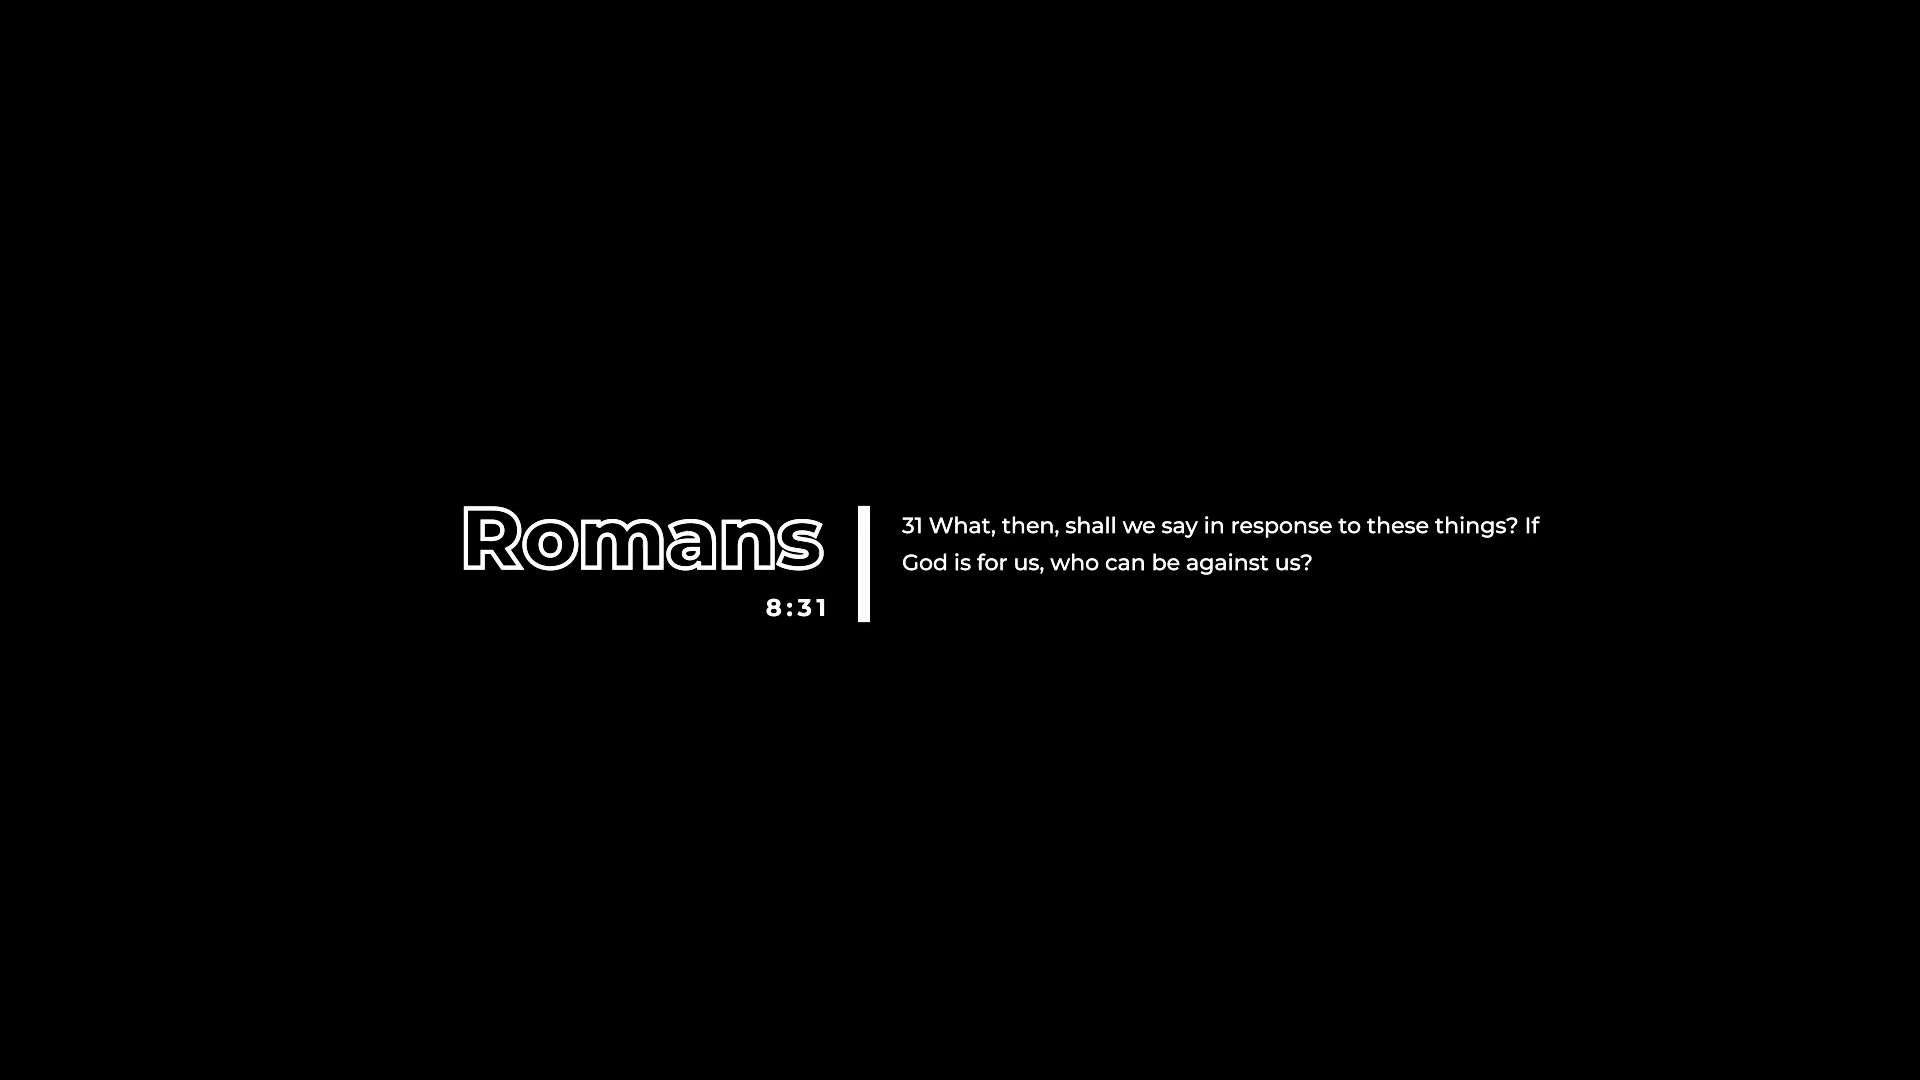 Romans
8:31
31 What, then, shall we say in response to these things? If
God is for us, who can be against us?